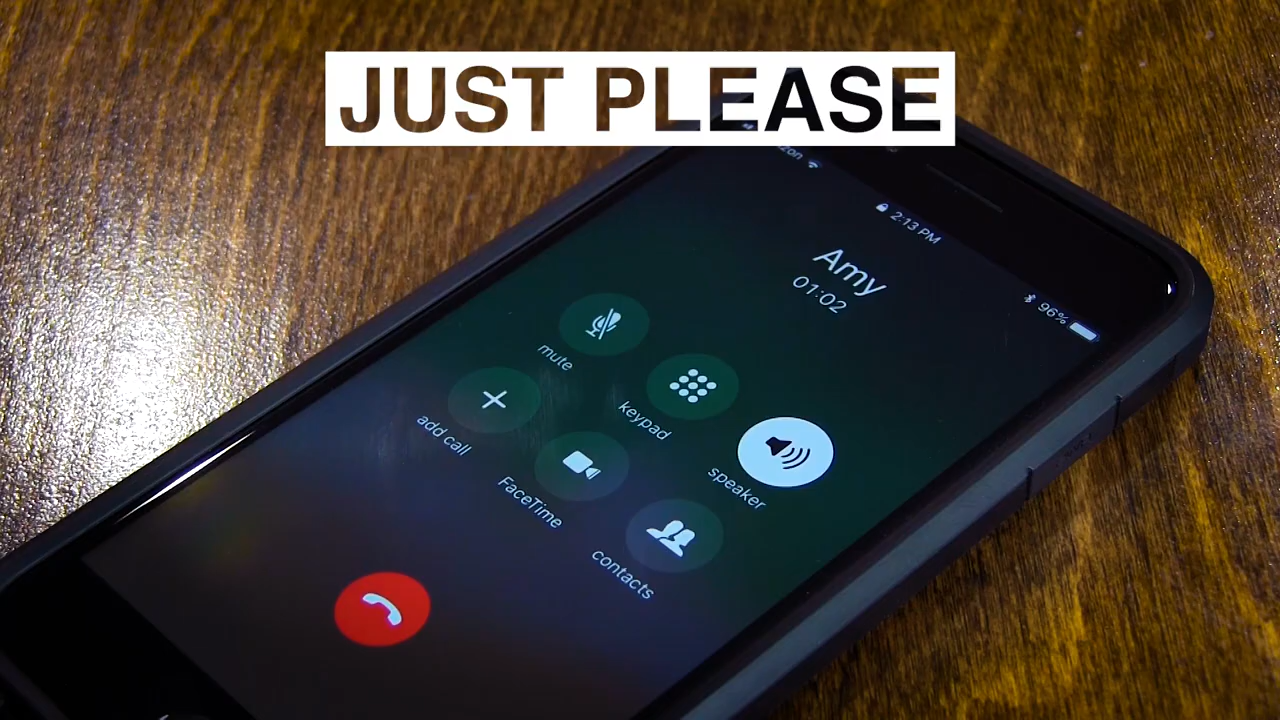 JUST PLEASE
2:13 PM
96%
Amy
01:02
mute
keypad
speaker
add call
FaceTime
contacts